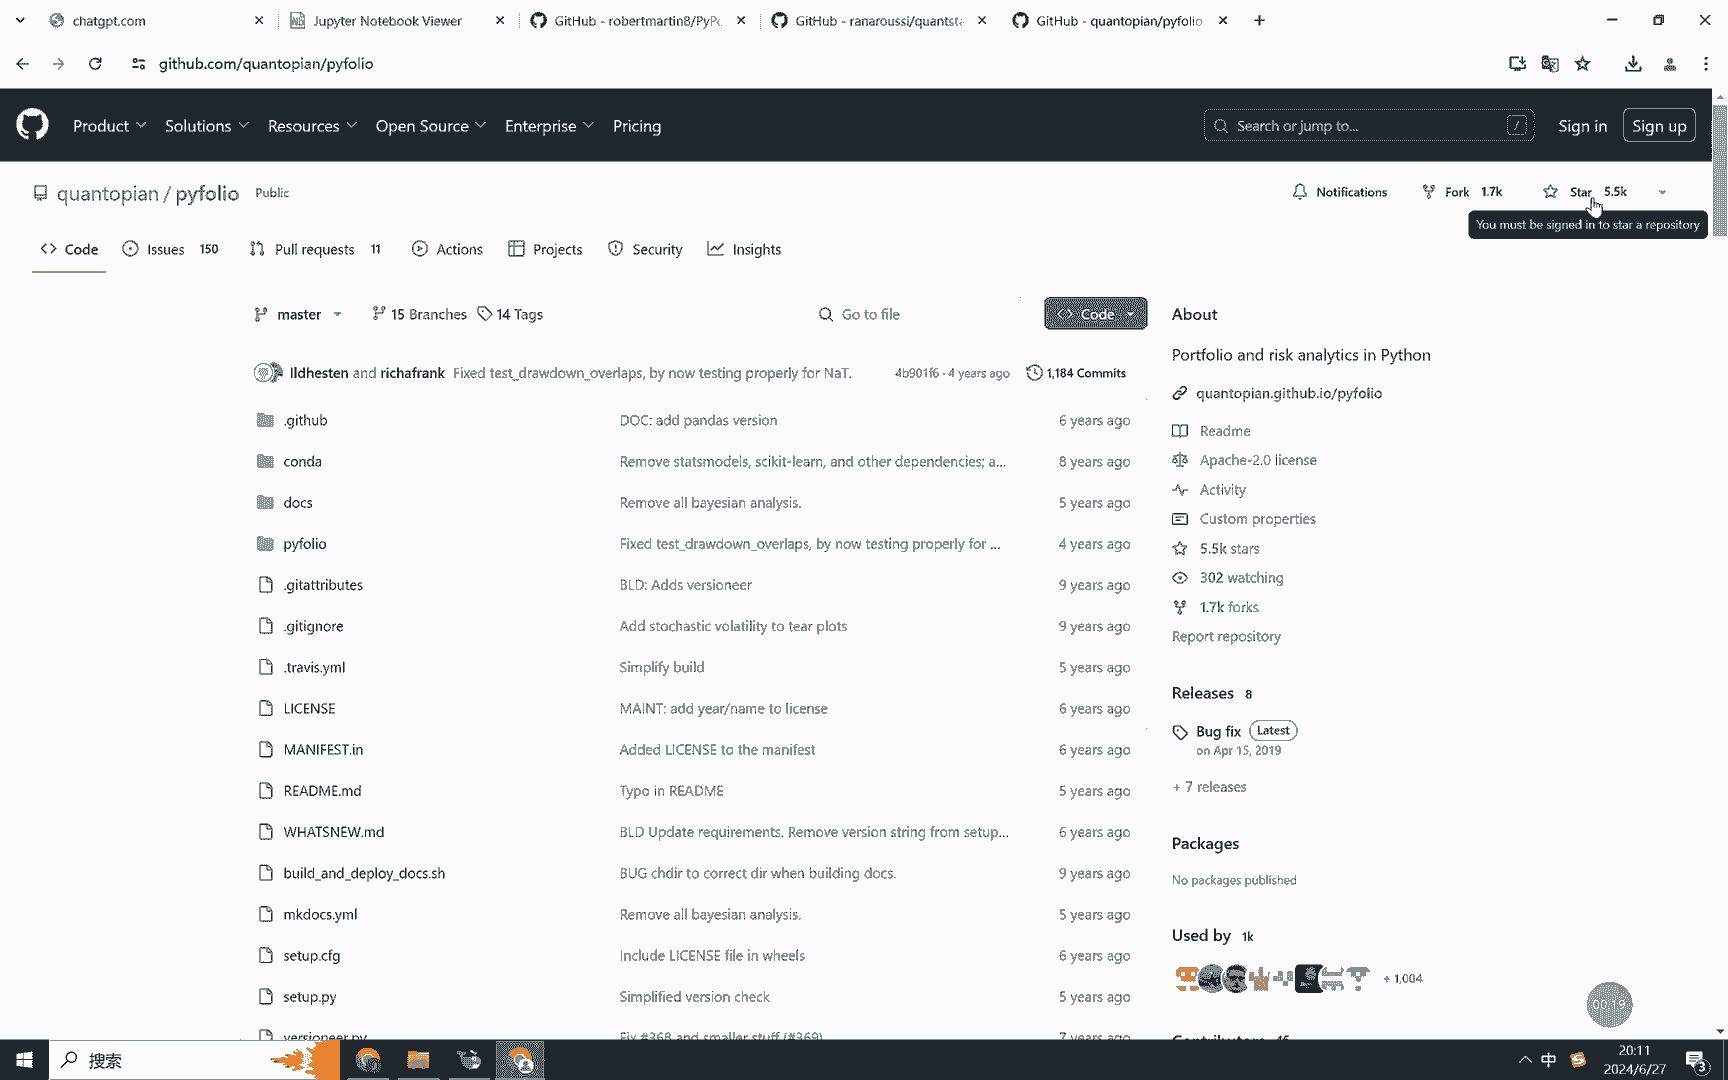 chatgpt.com
Jupyter Notebook Viewer
GitHub - robertmartin8/PyPo
GitHub - ranaroussi/quantsta
GitHub - quantopian/pyfolio
github.com/quantopian/pyfolio
Product Solutions Resources Open Source Enterprise Pricing
Search or jump to... /
Sign in
Sign up
quantopian / pyfolio Public
Notifications
Fork 1.7k
Star 5.5k
You must be signed in to star a repository
Code
Issues 150
Pull requests 11
Actions
Projects
Security
Insights
master
15 Branches
14 Tags
Go to file
Code
lldhesten and richafrank Fixed test_drawdown_overlaps, by now testing properly for NaT. 4b901f6 · 4 years ago 1,184 Commits
.github DOC: add pandas version 6 years ago
conda Remove statsmodels, scikit-learn, and other dependencies; a... 8 years ago
docs Remove all bayesian analysis. 5 years ago
pyfolio Fixed test_drawdown_overlaps, by now testing properly for ... 4 years ago
.gitattributes BLD: Adds versioneer 9 years ago
.gitignore Add stochastic volatility to tear plots 9 years ago
.travis.yml Simplify build 5 years ago
LICENSE MAINT: add year/name to license 6 years ago
MANIFEST.in Added LICENSE to the manifest 6 years ago
README.md Typo in README 5 years ago
WHATSNEW.md BLD Update requirements. Remove version string from setup... 6 years ago
build_and_deploy_docs.sh BUG chdir to correct dir when building docs. 9 years ago
mkdocs.yml Remove all bayesian analysis. 5 years ago
setup.cfg Include LICENSE file in wheels 6 years ago
setup.py Simplified version check 5 years ago
versioneer.py Fix #368 and smaller stuff (#369) 7 years ago
About
Portfolio and risk analytics in Python
quantopian.github.io/pyfolio
Readme
Apache-2.0 license
Activity
Custom properties
5.5k stars
302 watching
1.7k forks
Report repository
Releases 8
Bug fix Latest
on Apr 15, 2019
+ 7 releases
Packages
No packages published
Used by 1k
+ 1,004
Contributors 46
00:19
搜索
中
20:11
2024/6/27
3